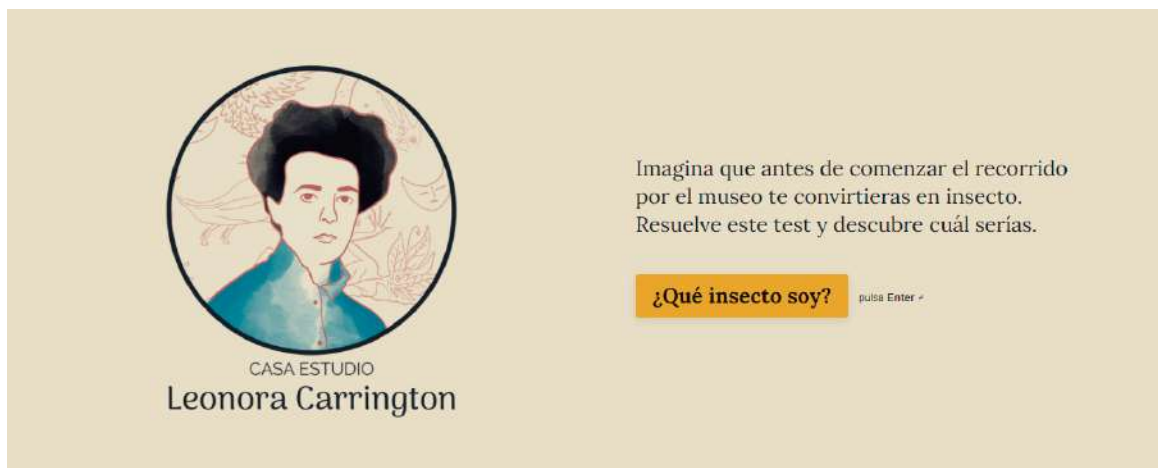 CASA ESTUDIO
Leonora Carrington
Imagina que antes de comenzar el recorrido
por el museo te convirtieras en insecto.
Resuelve este test y descubre cuál serías.
¿Qué insecto soy?
pulsa Enter ↵